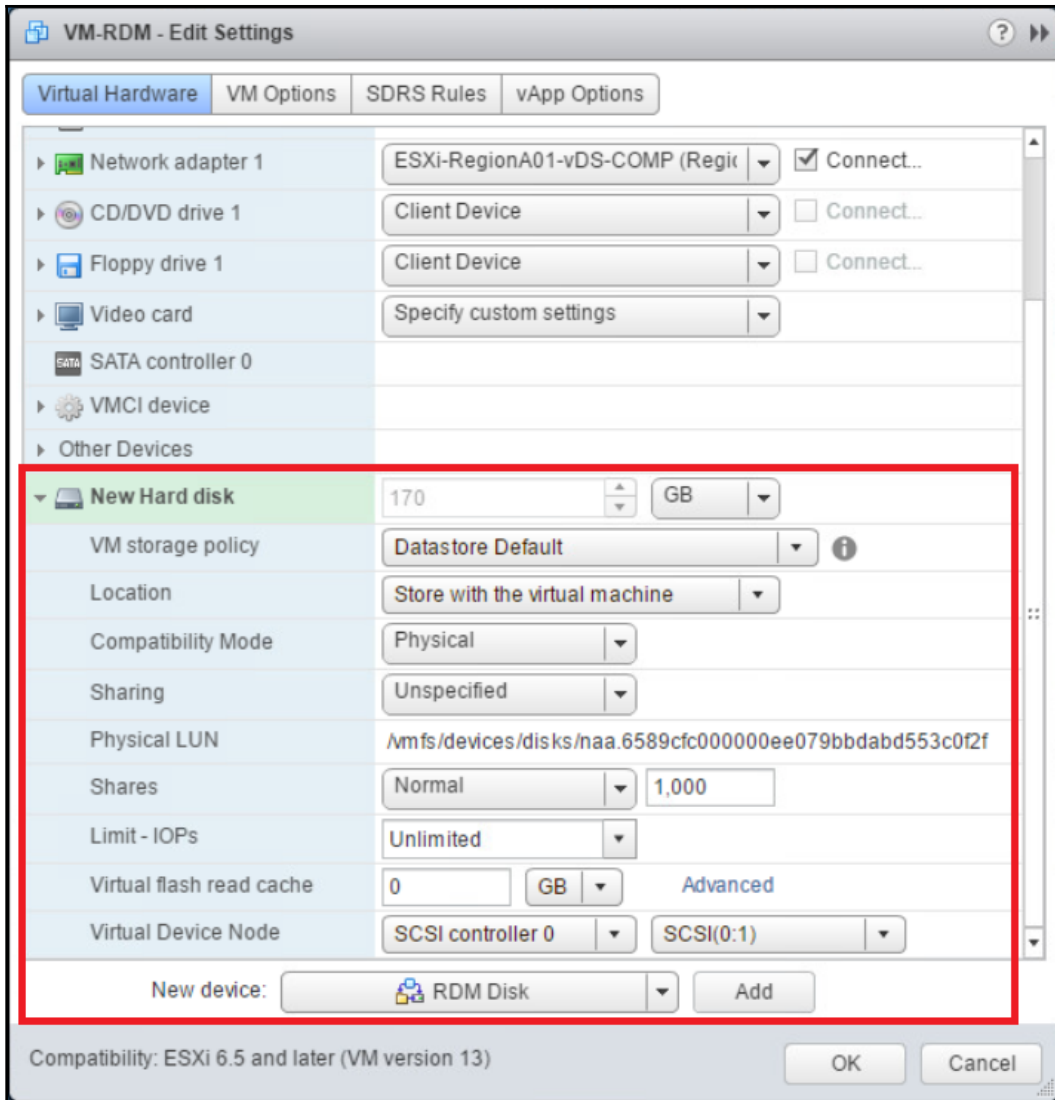 VM-RDM - Edit Settings ?
Virtual Hardware VM Options SDRS Rules vApp Options
Network adapter 1 ESXi-RegionA01-vDS-COMP (Regic Connect...
CD/DVD drive 1 Client Device Connect...
Floppy drive 1 Client Device Connect...
Video card Specify custom settings
SATA SATA controller 0
VMCI device
Other Devices
New Hard disk 170 GB
VM storage policy Datastore Default
Location Store with the virtual machine
Compatibility Mode Physical
Sharing Unspecified
Physical LUN /vmfs/devices/disks/naa.6589cfc000000ee079bbdabd553c0f2f
Shares Normal 1,000
Limit - IOPs Unlimited
Virtual flash read cache 0 GB Advanced
Virtual Device Node SCSI controller 0 SCSI(0:1)
New device: RDM Disk Add
Compatibility: ESXi 6.5 and later (VM version 13) OK Cancel